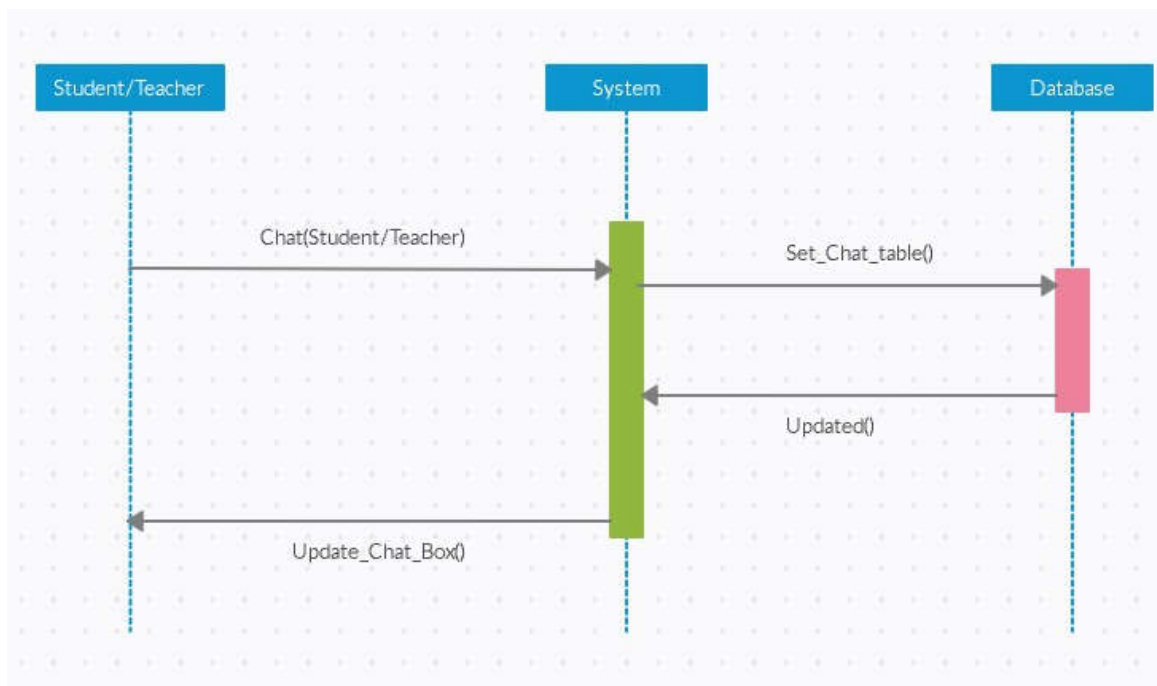 Student/Teacher
System
Database
Chat(Student/Teacher)
Set_Chat_table()
Updated()
Update_Chat_Box()